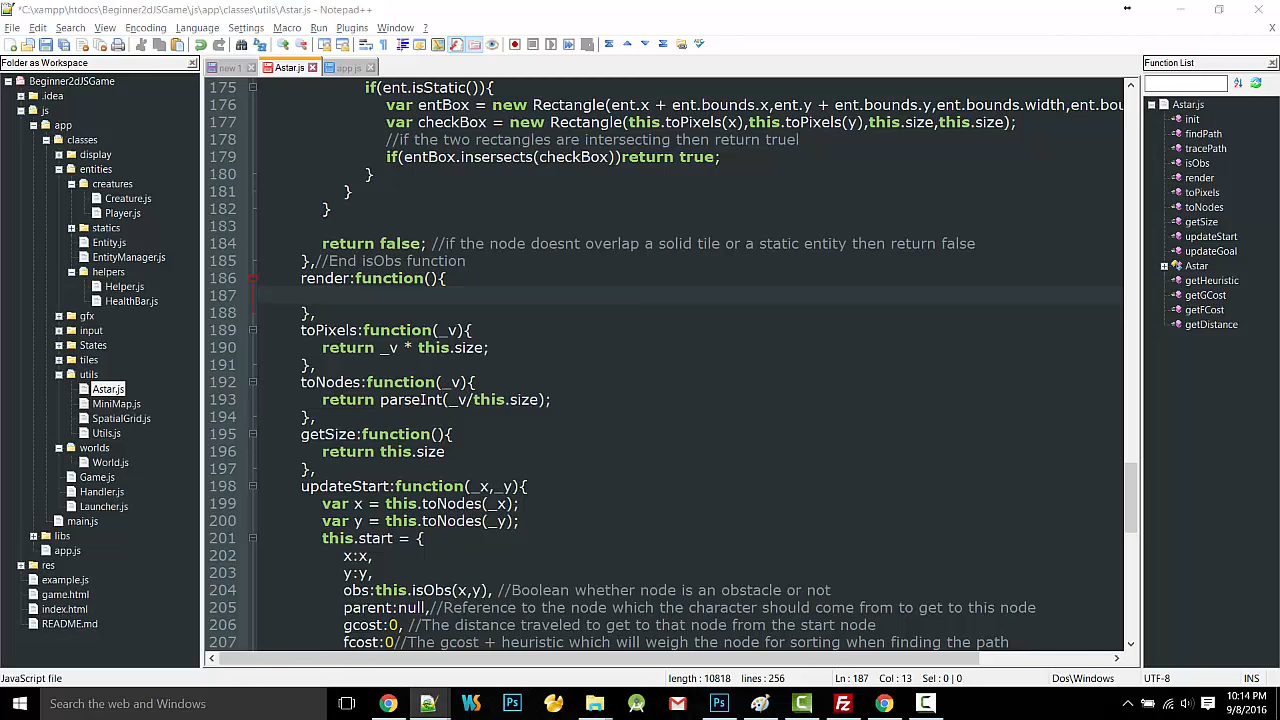 *C:\xampp\htdocs\Beginner2dJSGame\js\app\classes\utils\Astar.js - Notepad++
File Edit Search View Encoding Language Settings Macro Run Plugins Window ? X
Folder as Workspace
new 1 Astar.js app.js
Function List
Beginner2dJSGame
.idea
js
app
classes
display
entities
creatures
Creature.js
Player.js
statics
Entity.js
EntityManager.js
helpers
Helper.js
HealthBar.js
gfx
input
States
tiles
utils
Astar.js
MiniMap.js
SpatialGrid.js
Utils.js
worlds
World.js
Game.js
Handler.js
Launcher.js
main.js
libs
app.js
res
example.js
game.html
index.html
README.md
175 if(ent.isStatic()){
176 var entBox = new Rectangle(ent.x + ent.bounds.x,ent.y + ent.bounds.y,ent.bounds.width,ent.bou
177 var checkBox = new Rectangle(this.toPixels(x),this.toPixels(y),this.size,this.size);
178 //if the two rectangles are intersecting then return truel
179 if(entBox.insersects(checkBox))return true;
180 }
181 }
182 }
183
184 return false; //if the node doesnt overlap a solid tile or a static entity then return false
185 },//End isObs function
186 render:function(){
187
188 },
189 toPixels:function(_v){
190 return _v * this.size;
191 },
192 toNodes:function(_v){
193 return parseInt(_v/this.size);
194 },
195 getSize:function(){
196 return this.size
197 },
198 updateStart:function(_x,_y){
199 var x = this.toNodes(_x);
200 var y = this.toNodes(_y);
201 this.start = {
202 x:x,
203 y:y,
204 obs:this.isObs(x,y), //Boolean whether node is an obstacle or not
205 parent:null,//Reference to the node which the character should come from to get to this node
206 gcost:0, //The distance traveled to get to that node from the start node
207 fcost:0//The gcost + heuristic which will weigh the node for sorting when finding the path
Astar.js
init
findPath
tracePath
isObs
render
toPixels
toNodes
getSize
updateStart
updateGoal
Astar
getHeuristic
getGCost
getFCost
getDistance
JavaScript file length : 10818 lines : 256 Ln : 187 Col : 13 Sel : 0 | 0 Dos\Windows UTF-8 INS
Search the web and Windows
10:14 PM
9/8/2016